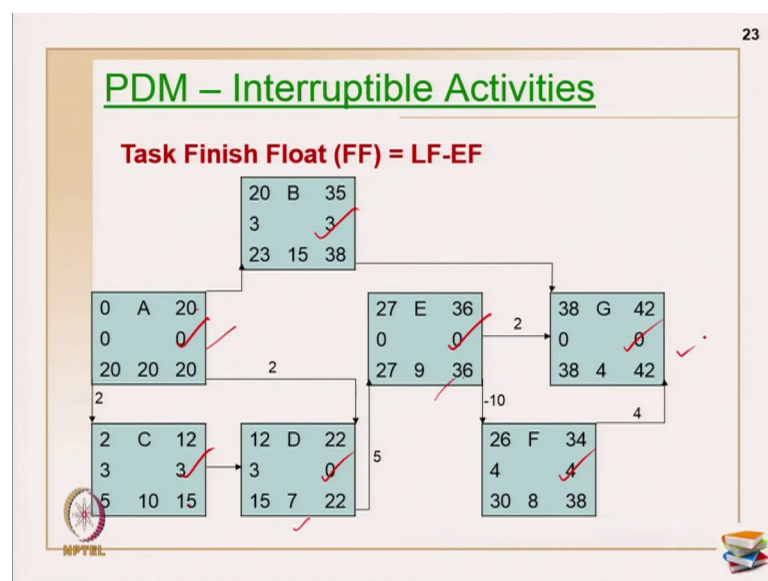 23
PDM – Interruptible Activities
Task Finish Float (FF) = LF-EF
20 B 35
3 3
23 15 38
0 A 20
0 0
20 20 20
27 E 36
0 0
27 9 36
2
38 G 42
0 0
38 4 42
2
2
-10
4
2 C 12
3 3
5 10 15
12 D 22
3 0
15 7 22
5
26 F 34
4 4
30 8 38
NPTEL